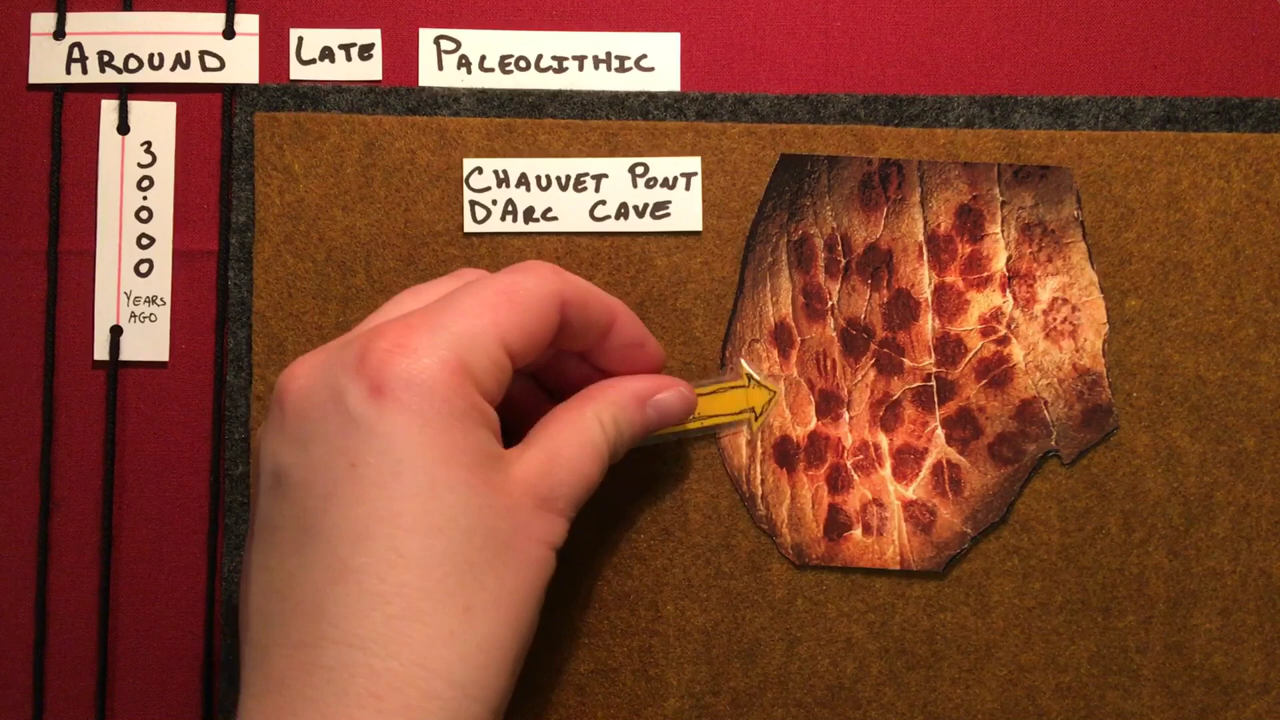 AROUND
LATE
PALEOLITHIC
30.000
YEARS
AGO
CHAUVET PONT
D'ARC CAVE